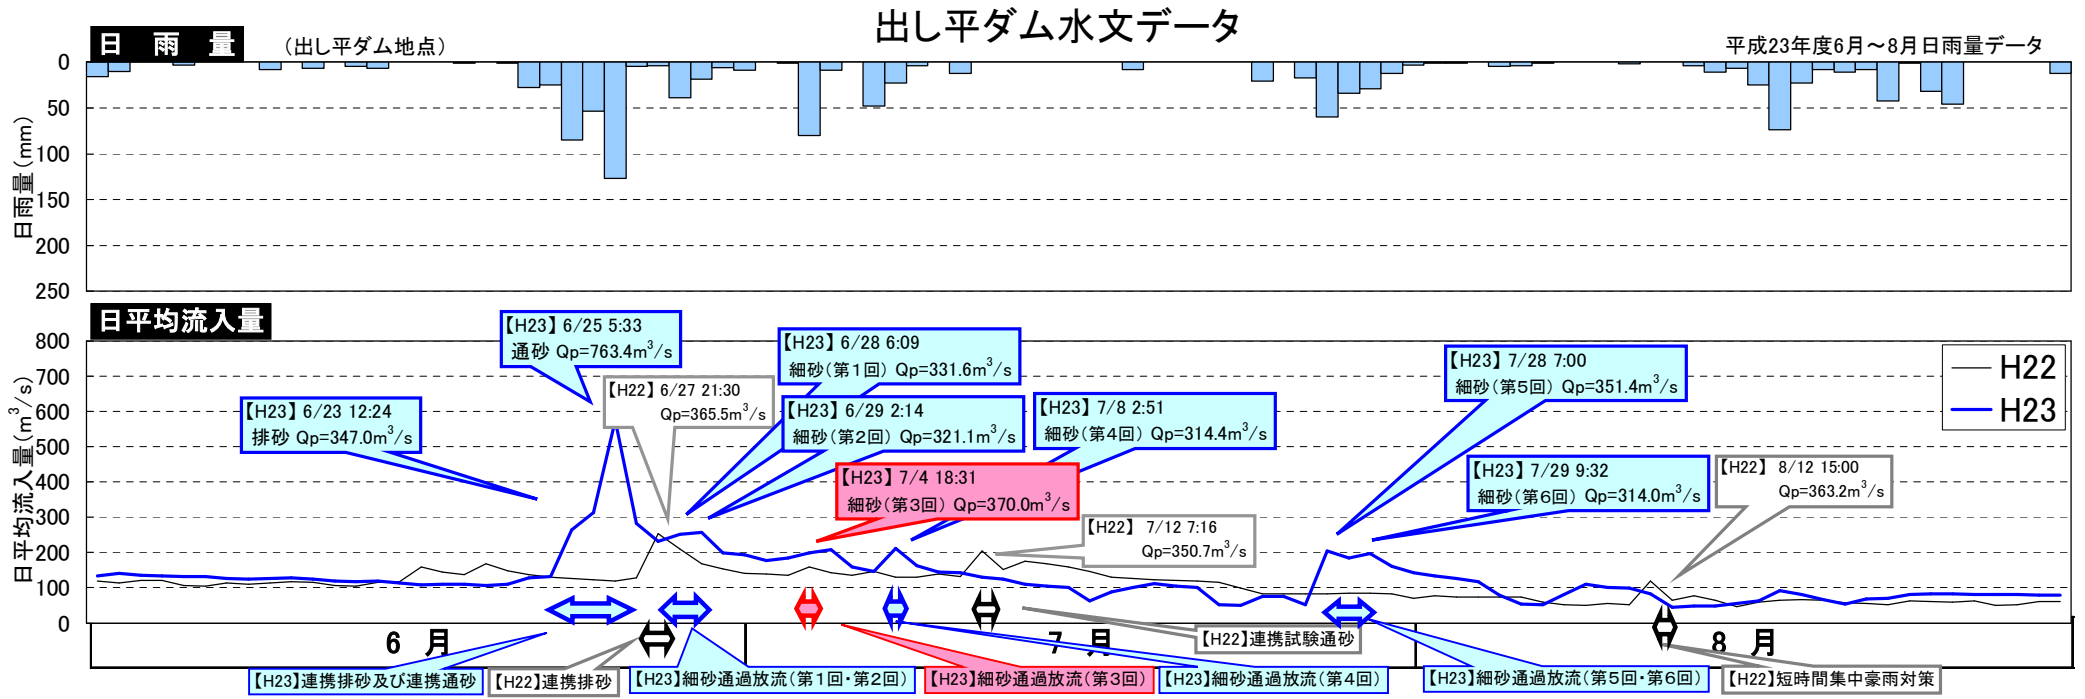 出し平ダム水文データ
日 雨 量
（出し平ダム地点）
平成23年度6月～8月日雨量データ
日雨量（mm）
0
50
100
150
200
250
日平均流入量
日平均流入量（m³/s）
800
700
600
500
400
300
200
100
0
【H23】 6/23 12:24
排砂 Qp=347.0m³/s
【H23】 6/25 5:33
通砂 Qp=763.4m³/s
【H22】 6/27 21:30
Qp=365.5m³/s
【H23】 6/28 6:09
細砂（第１回） Qp=331.6m³/s
【H23】 6/29 2:14
細砂（第２回） Qp=321.1m³/s
【H23】 7/4 18:31
細砂（第３回） Qp=370.0m³/s
【H23】 7/8 2:51
細砂（第４回） Qp=314.4m³/s
【H22】 7/12 7:16
Qp=350.7m³/s
【H23】 7/28 7:00
細砂（第５回） Qp=351.4m³/s
【H23】 7/29 9:32
細砂（第６回） Qp=314.0m³/s
【H22】 8/12 15:00
Qp=363.2m³/s
H22
H23
6 月
7 月
8 月
【H22】連携試験通砂
【H23】連携排砂及び連携通砂
【H22】連携排砂
【H23】細砂通過放流（第１回・第２回）
【H23】細砂通過放流（第３回）
【H23】細砂通過放流（第４回）
【H23】細砂通過放流（第５回・第６回）
【H22】短時間集中豪雨対策